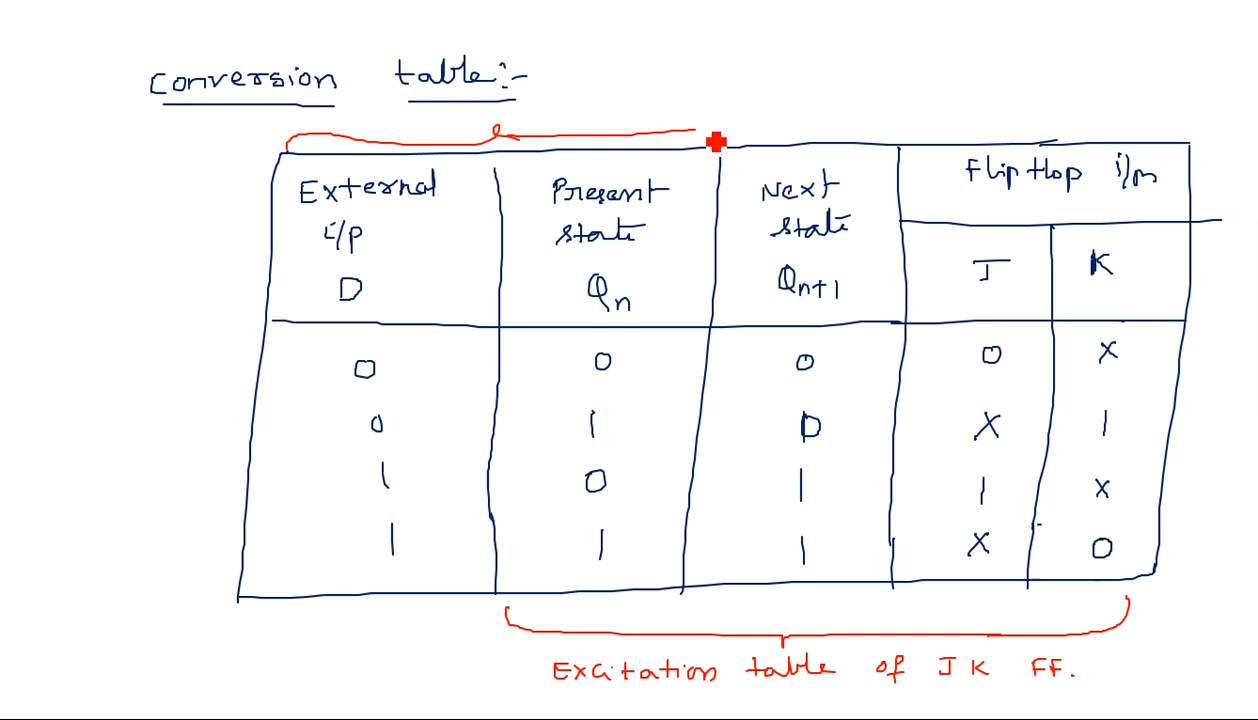 Conversion table:-
External i/p D
Present state Qn
Next state Qn+1
Flip flop i/ps
J K
0 0 0 0 X
0 1 0 X 1
1 0 1 1 X
1 1 1 X 0
Excitation table of JK FF.